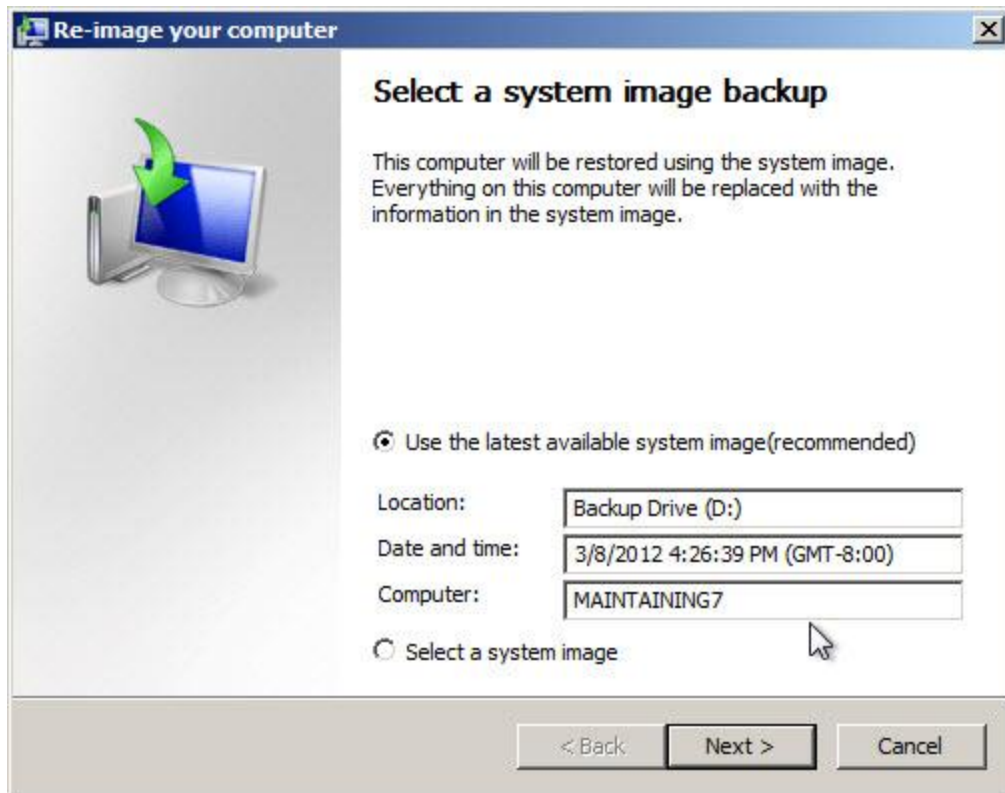 Re-image your computer
Select a system image backup
This computer will be restored using the system image.
Everything on this computer will be replaced with the
information in the system image.
Use the latest available system image(recommended)
Location: Backup Drive (D:)
Date and time: 3/8/2012 4:26:39 PM (GMT-8:00)
Computer: MAINTAINING7
Select a system image
< Back Next > Cancel